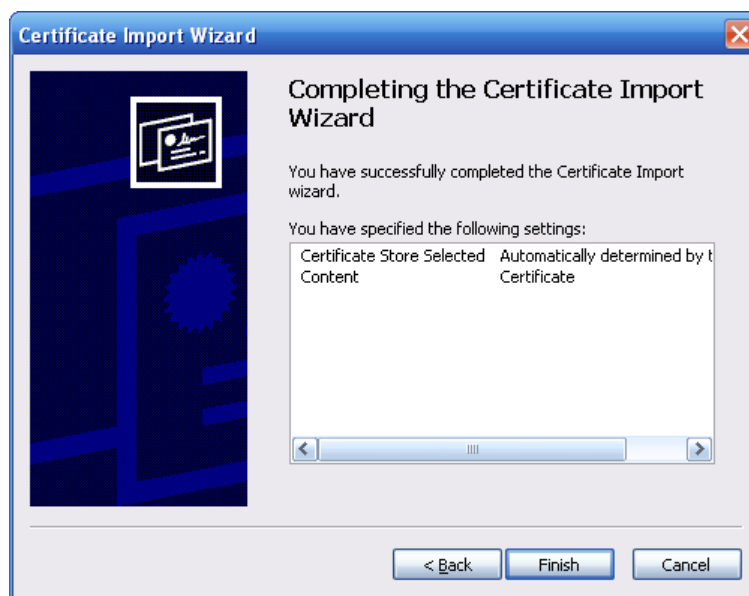 Certificate Import Wizard
Completing the Certificate Import
Wizard
You have successfully completed the Certificate Import
wizard.
You have specified the following settings:
Certificate Store Selected Automatically determined by t
Content Certificate
< Back Finish Cancel